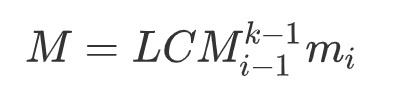 $M = LCM_{i-1}^{k-1} m_i$